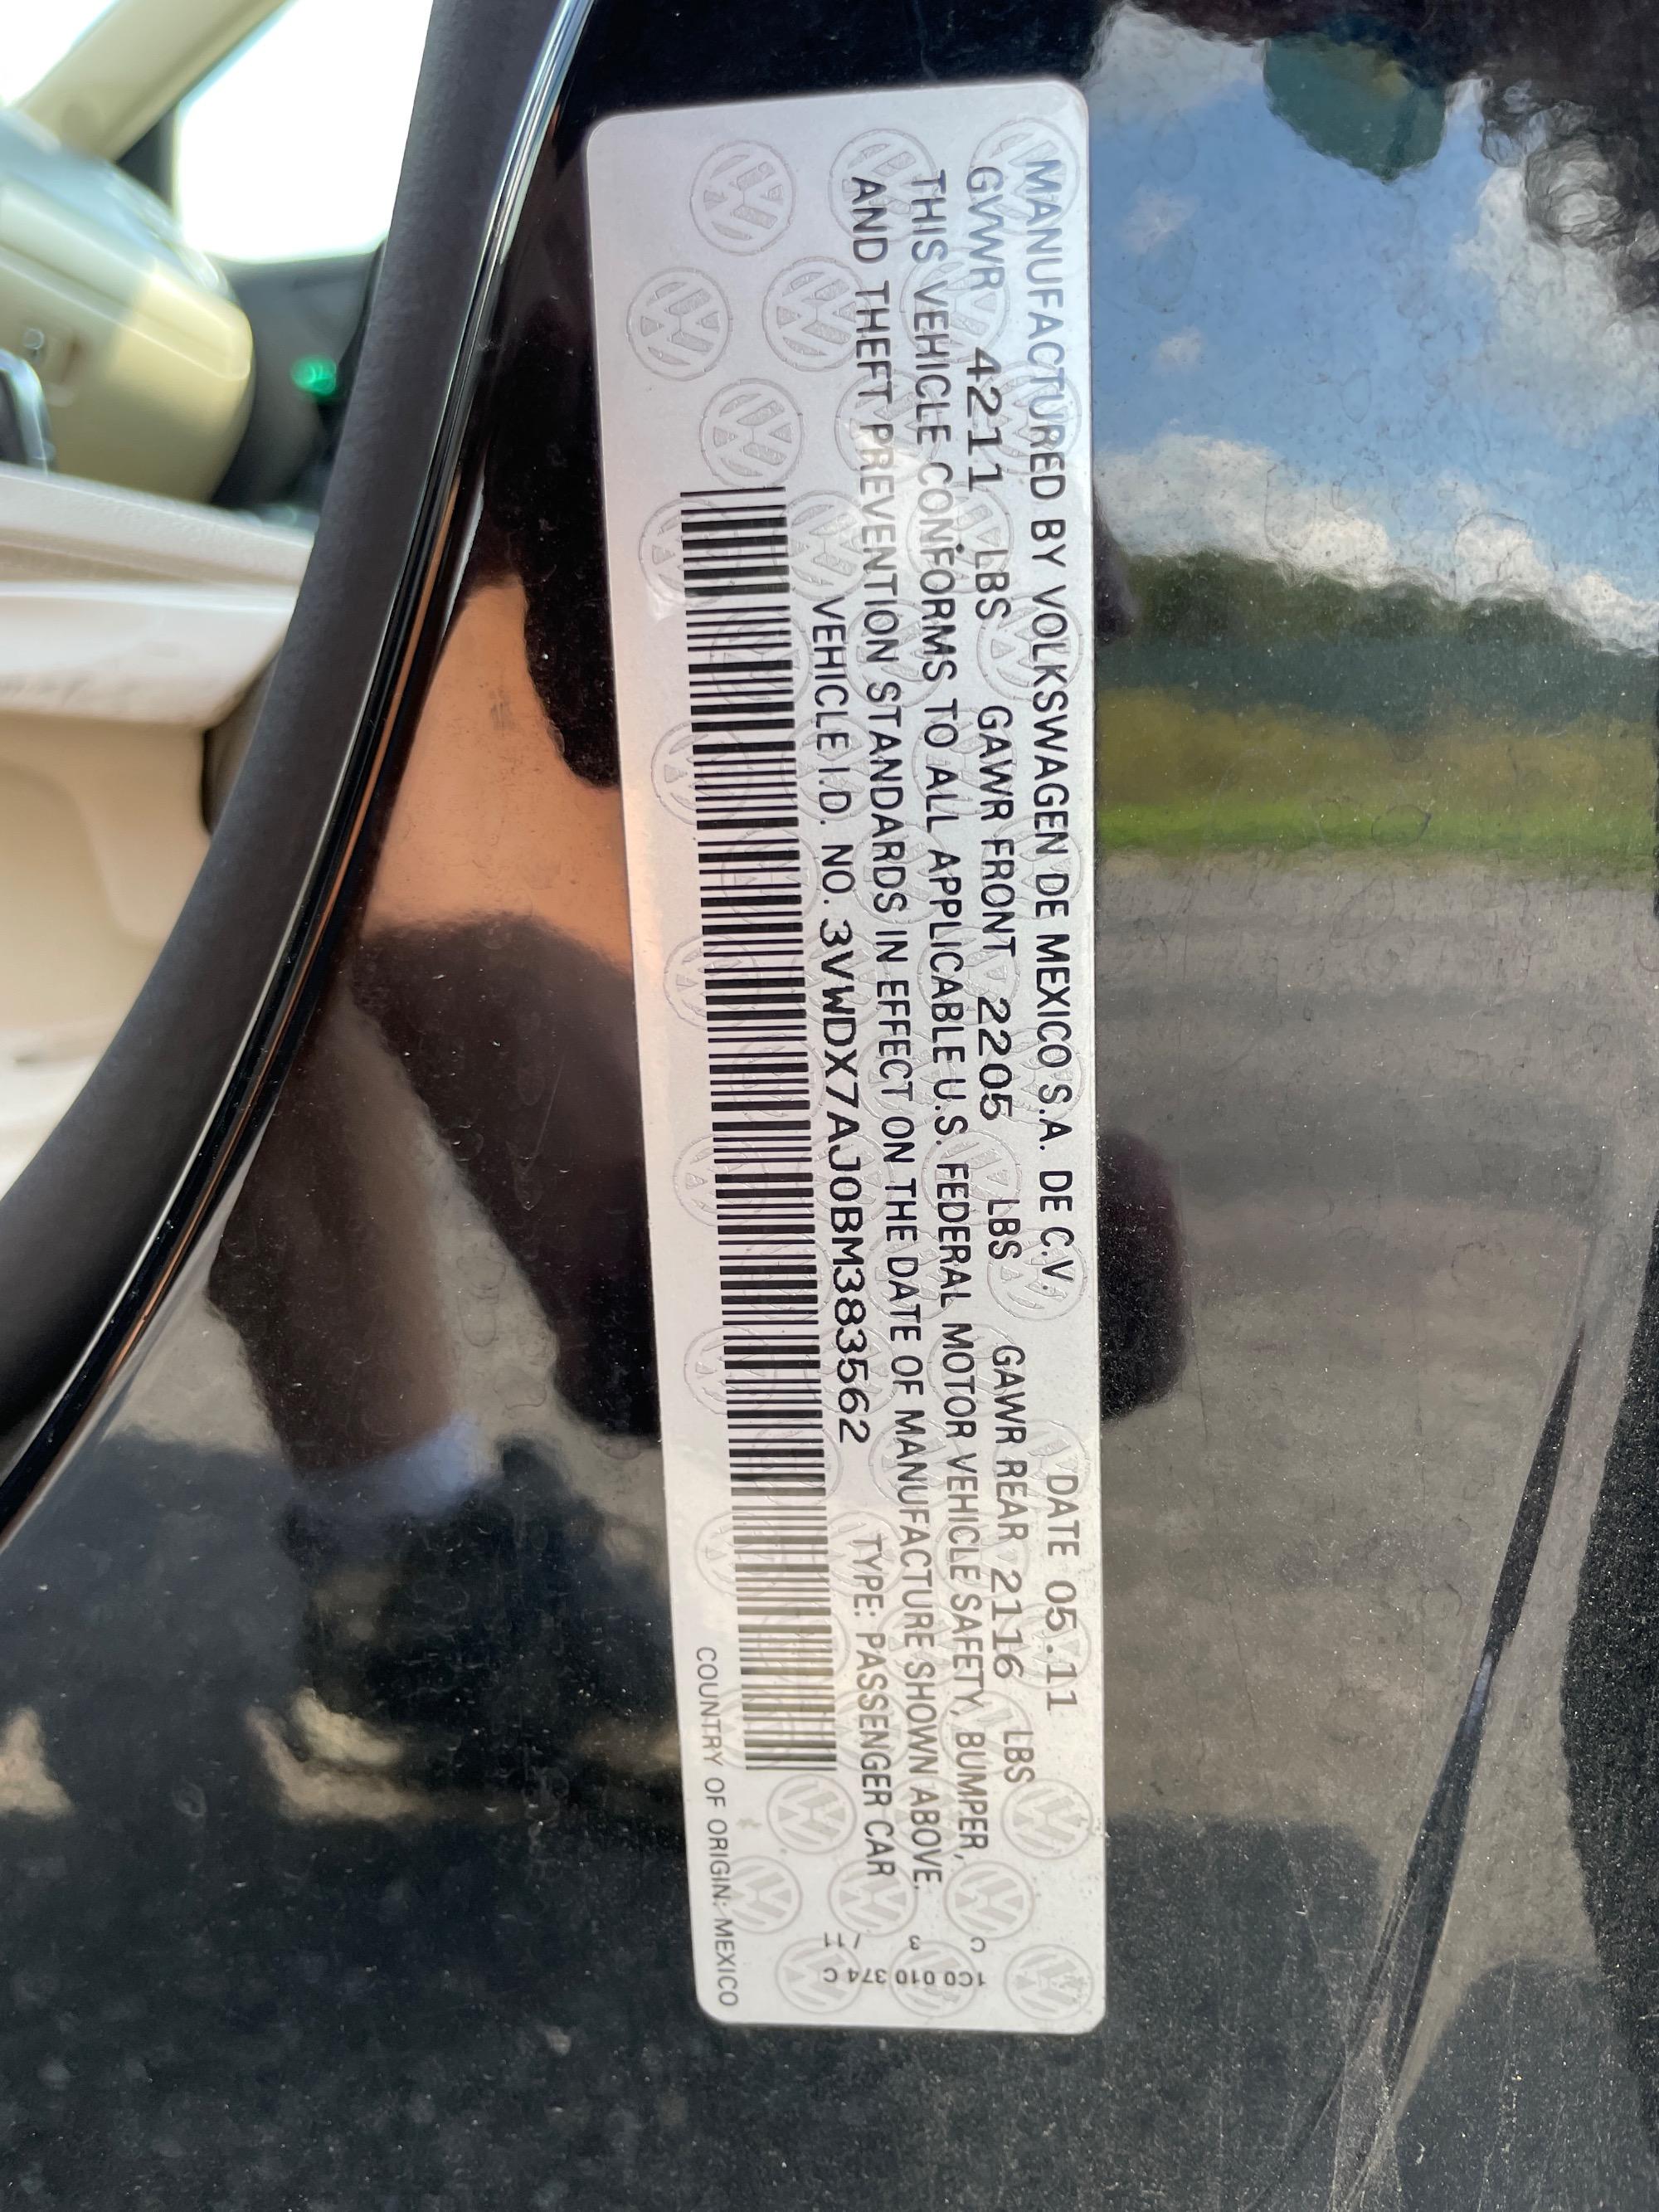 MANUFACTURED BY VOLKSWAGEN DE MEXICO S.A. DE C.V. DATE 05.11
GVWR 4211 LBS GAWR FRONT 2205 LBS GAWR REAR 2116 LBS
THIS VEHICLE CONFORMS TO ALL APPLICABLE U.S. FEDERAL MOTOR VEHICLE SAFETY, BUMPER,
AND THEFT PREVENTION STANDARDS IN EFFECT ON THE DATE OF MANUFACTURE SHOWN ABOVE.
VEHICLE I.D. NO. 3VWDX7AJ0BM383562 TYPE: PASSENGER CAR
COUNTRY OF ORIGIN: MEXICO
C 3 / 11
1C0 010 374 C